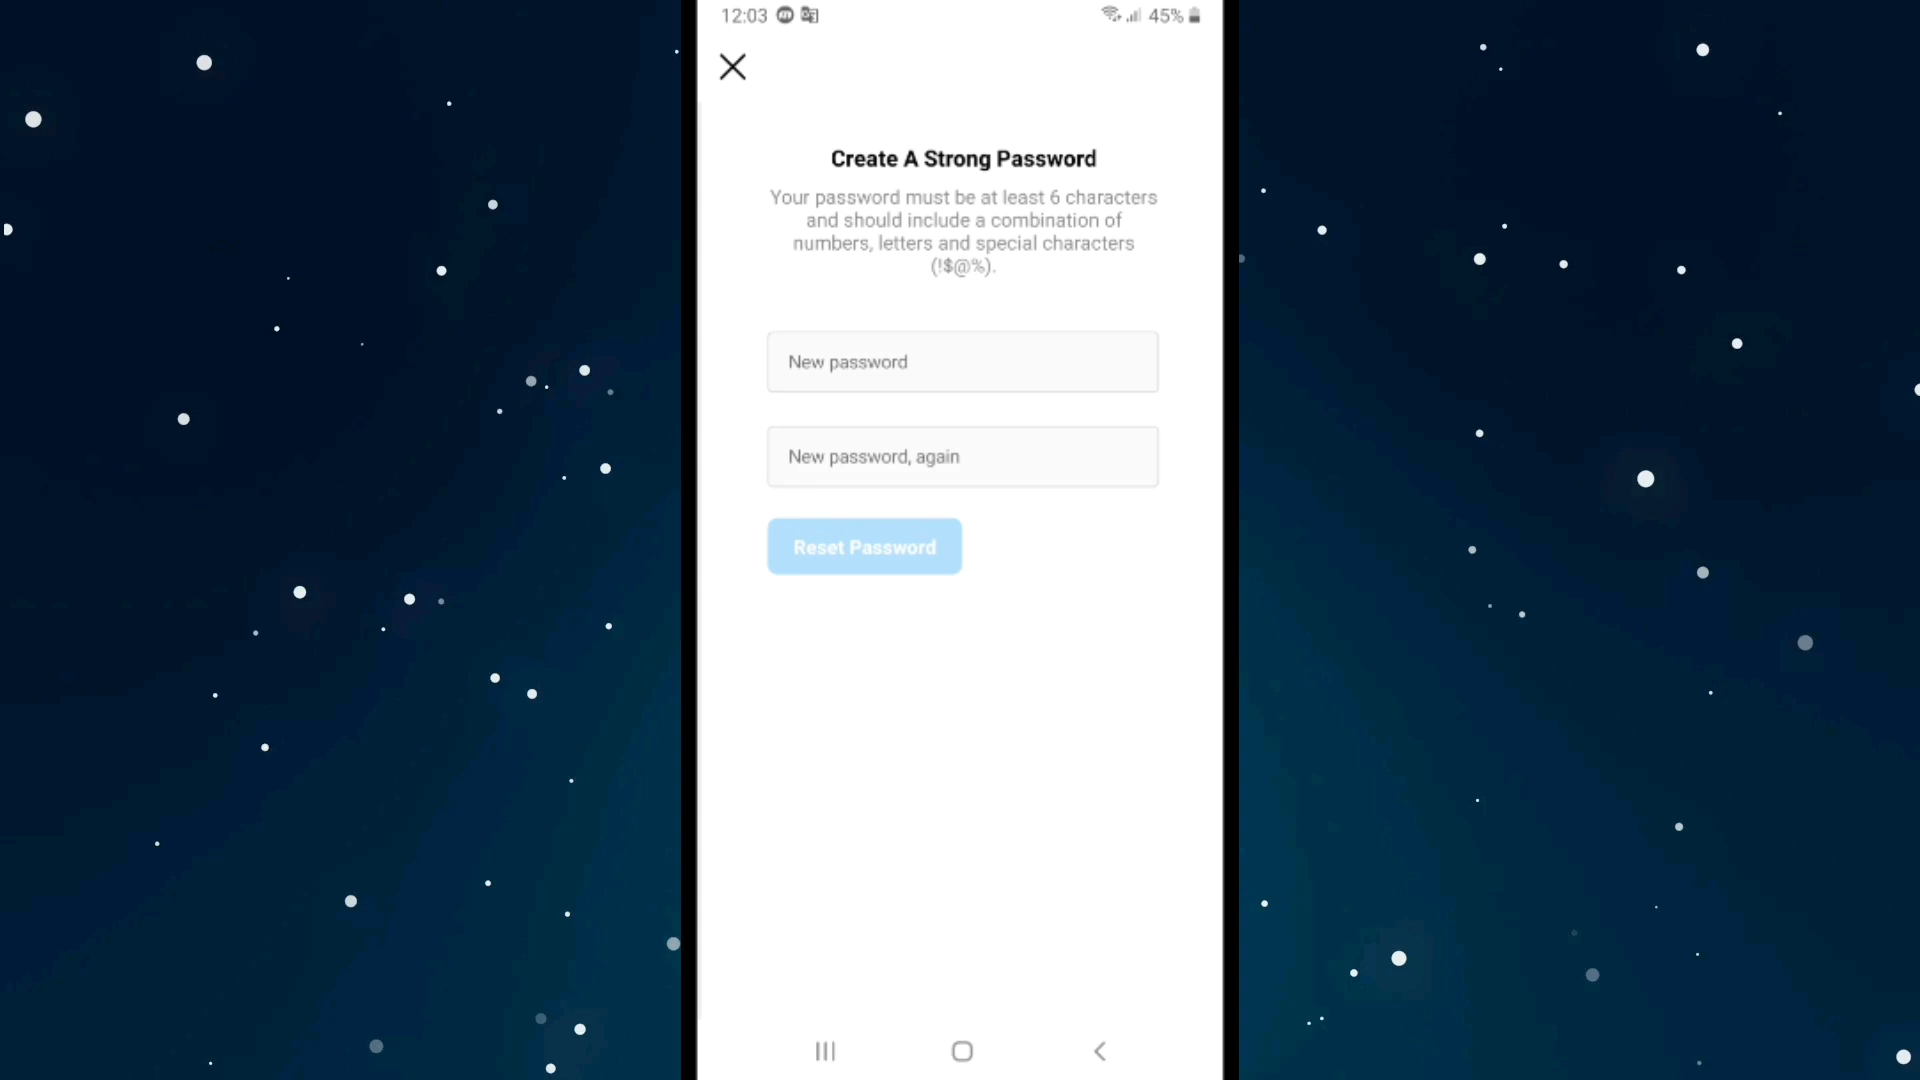 12:03
45%
Create A Strong Password
Your password must be at least 6 characters
and should include a combination of
numbers, letters and special characters
(!$@%).
New password
New password, again
Reset Password